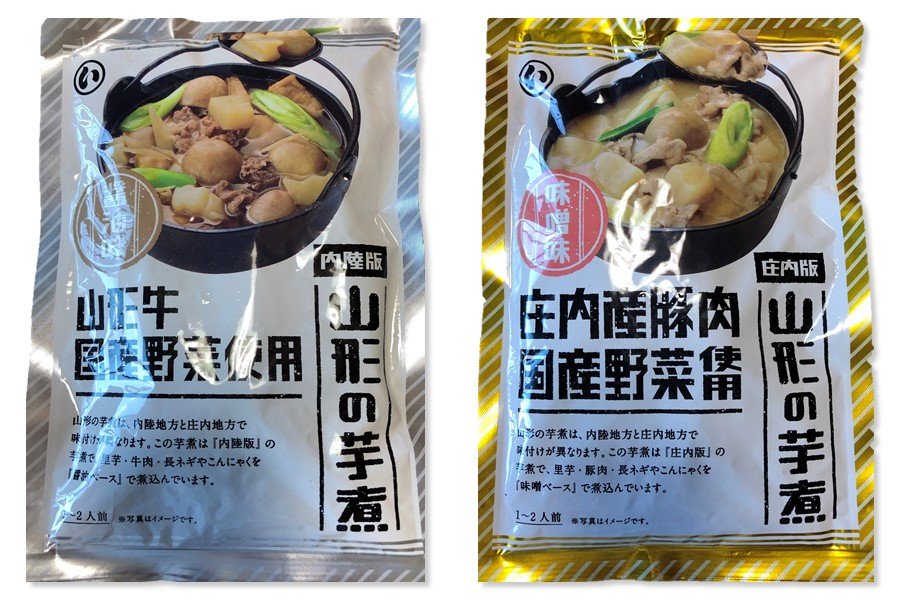 い
醤油味
内陸版
山形の芋煮
山形牛
国産野菜使用
山形の芋煮は、内陸地方と庄内地方で
味付けが異なります。この芋煮は『内陸版』の
芋煮で、里芋・牛肉・長ネギやこんにゃくを
『醤油ベース』で煮込んでいます。
1〜2人前 ※写真はイメージです。
い
味噌味
庄内版
山形の芋煮
庄内産豚肉
国産野菜使用
山形の芋煮は、内陸地方と庄内地方で
味付けが異なります。この芋煮は『庄内版』の
芋煮で、里芋・豚肉・長ネギやこんにゃくを
『味噌ベース』で煮込んでいます。
1〜2人前 ※写真はイメージです。